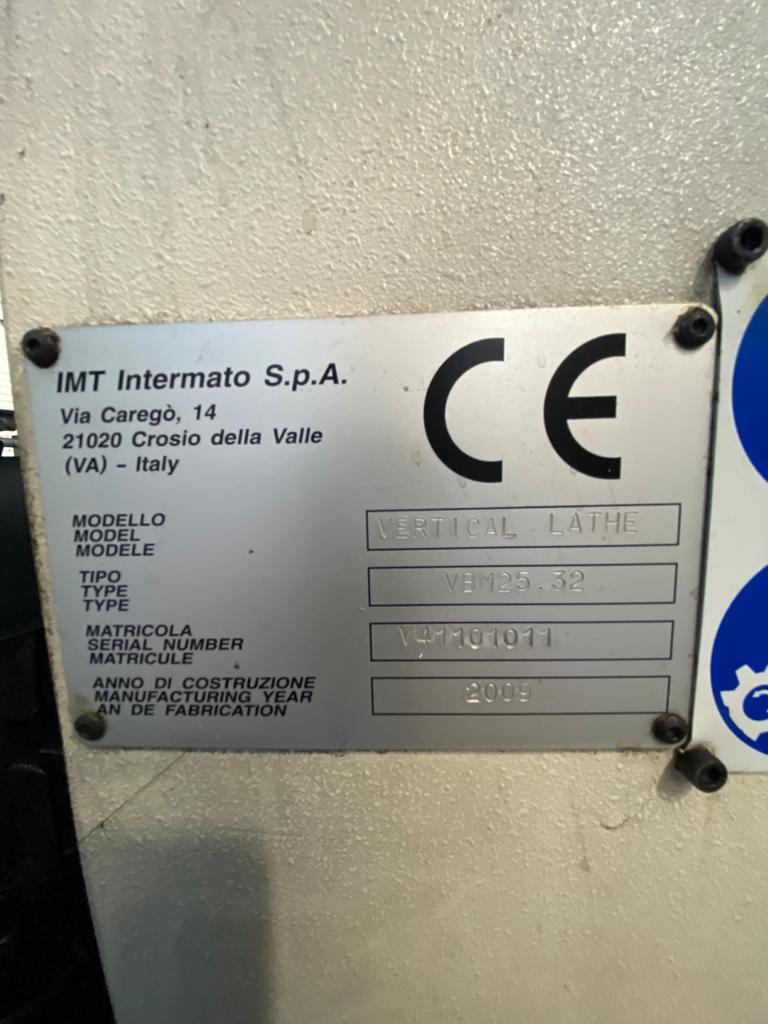 IMT Intermato S.p.A.
Via Caregò, 14
21020 Crosio della Valle
(VA) - Italy
CE
MODELLO
MODEL
MODELE
VERTICAL LATHE
TIPO
TYPE
TYPE
VBM25.32
MATRICOLA
SERIAL NUMBER
MATRICULE
V41101011
ANNO DI COSTRUZIONE
MANUFACTURING YEAR
AN DE FABRICATION
2009